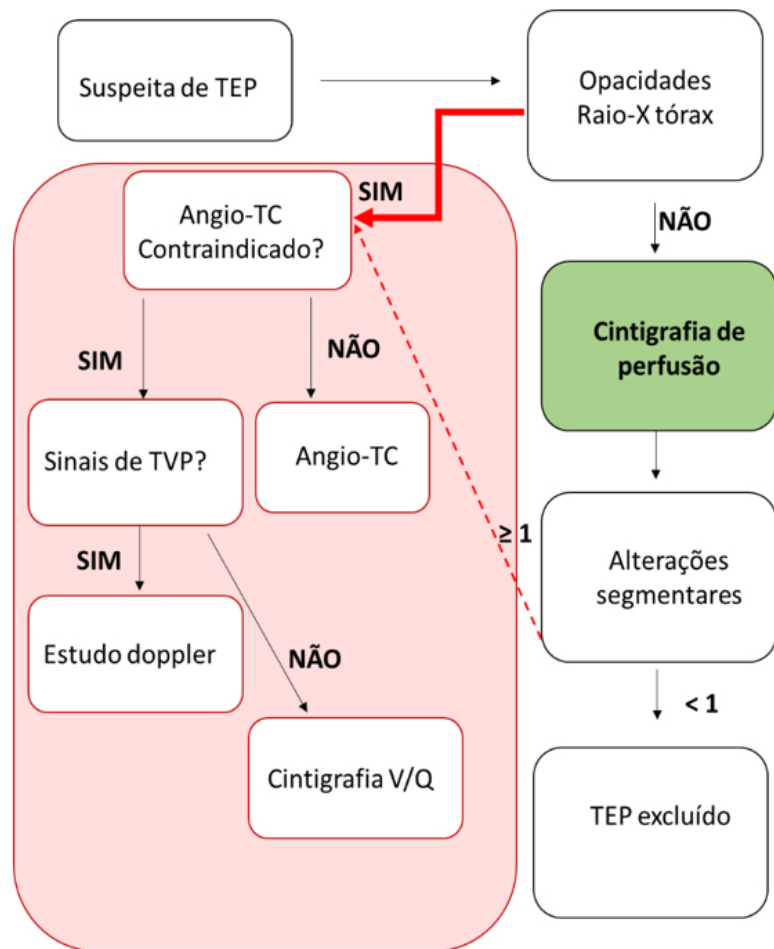 Suspeita de TEP
Opacidades
Raio-X tórax
SIM
NÃO
Angio-TC
Contraindicado?
Cintigrafia de
perfusão
SIM
NÃO
Sinais de TVP?
Angio-TC
≥ 1
Alterações
segmentares
SIM
Estudo doppler
NÃO
< 1
Cintigrafia V/Q
TEP excluído